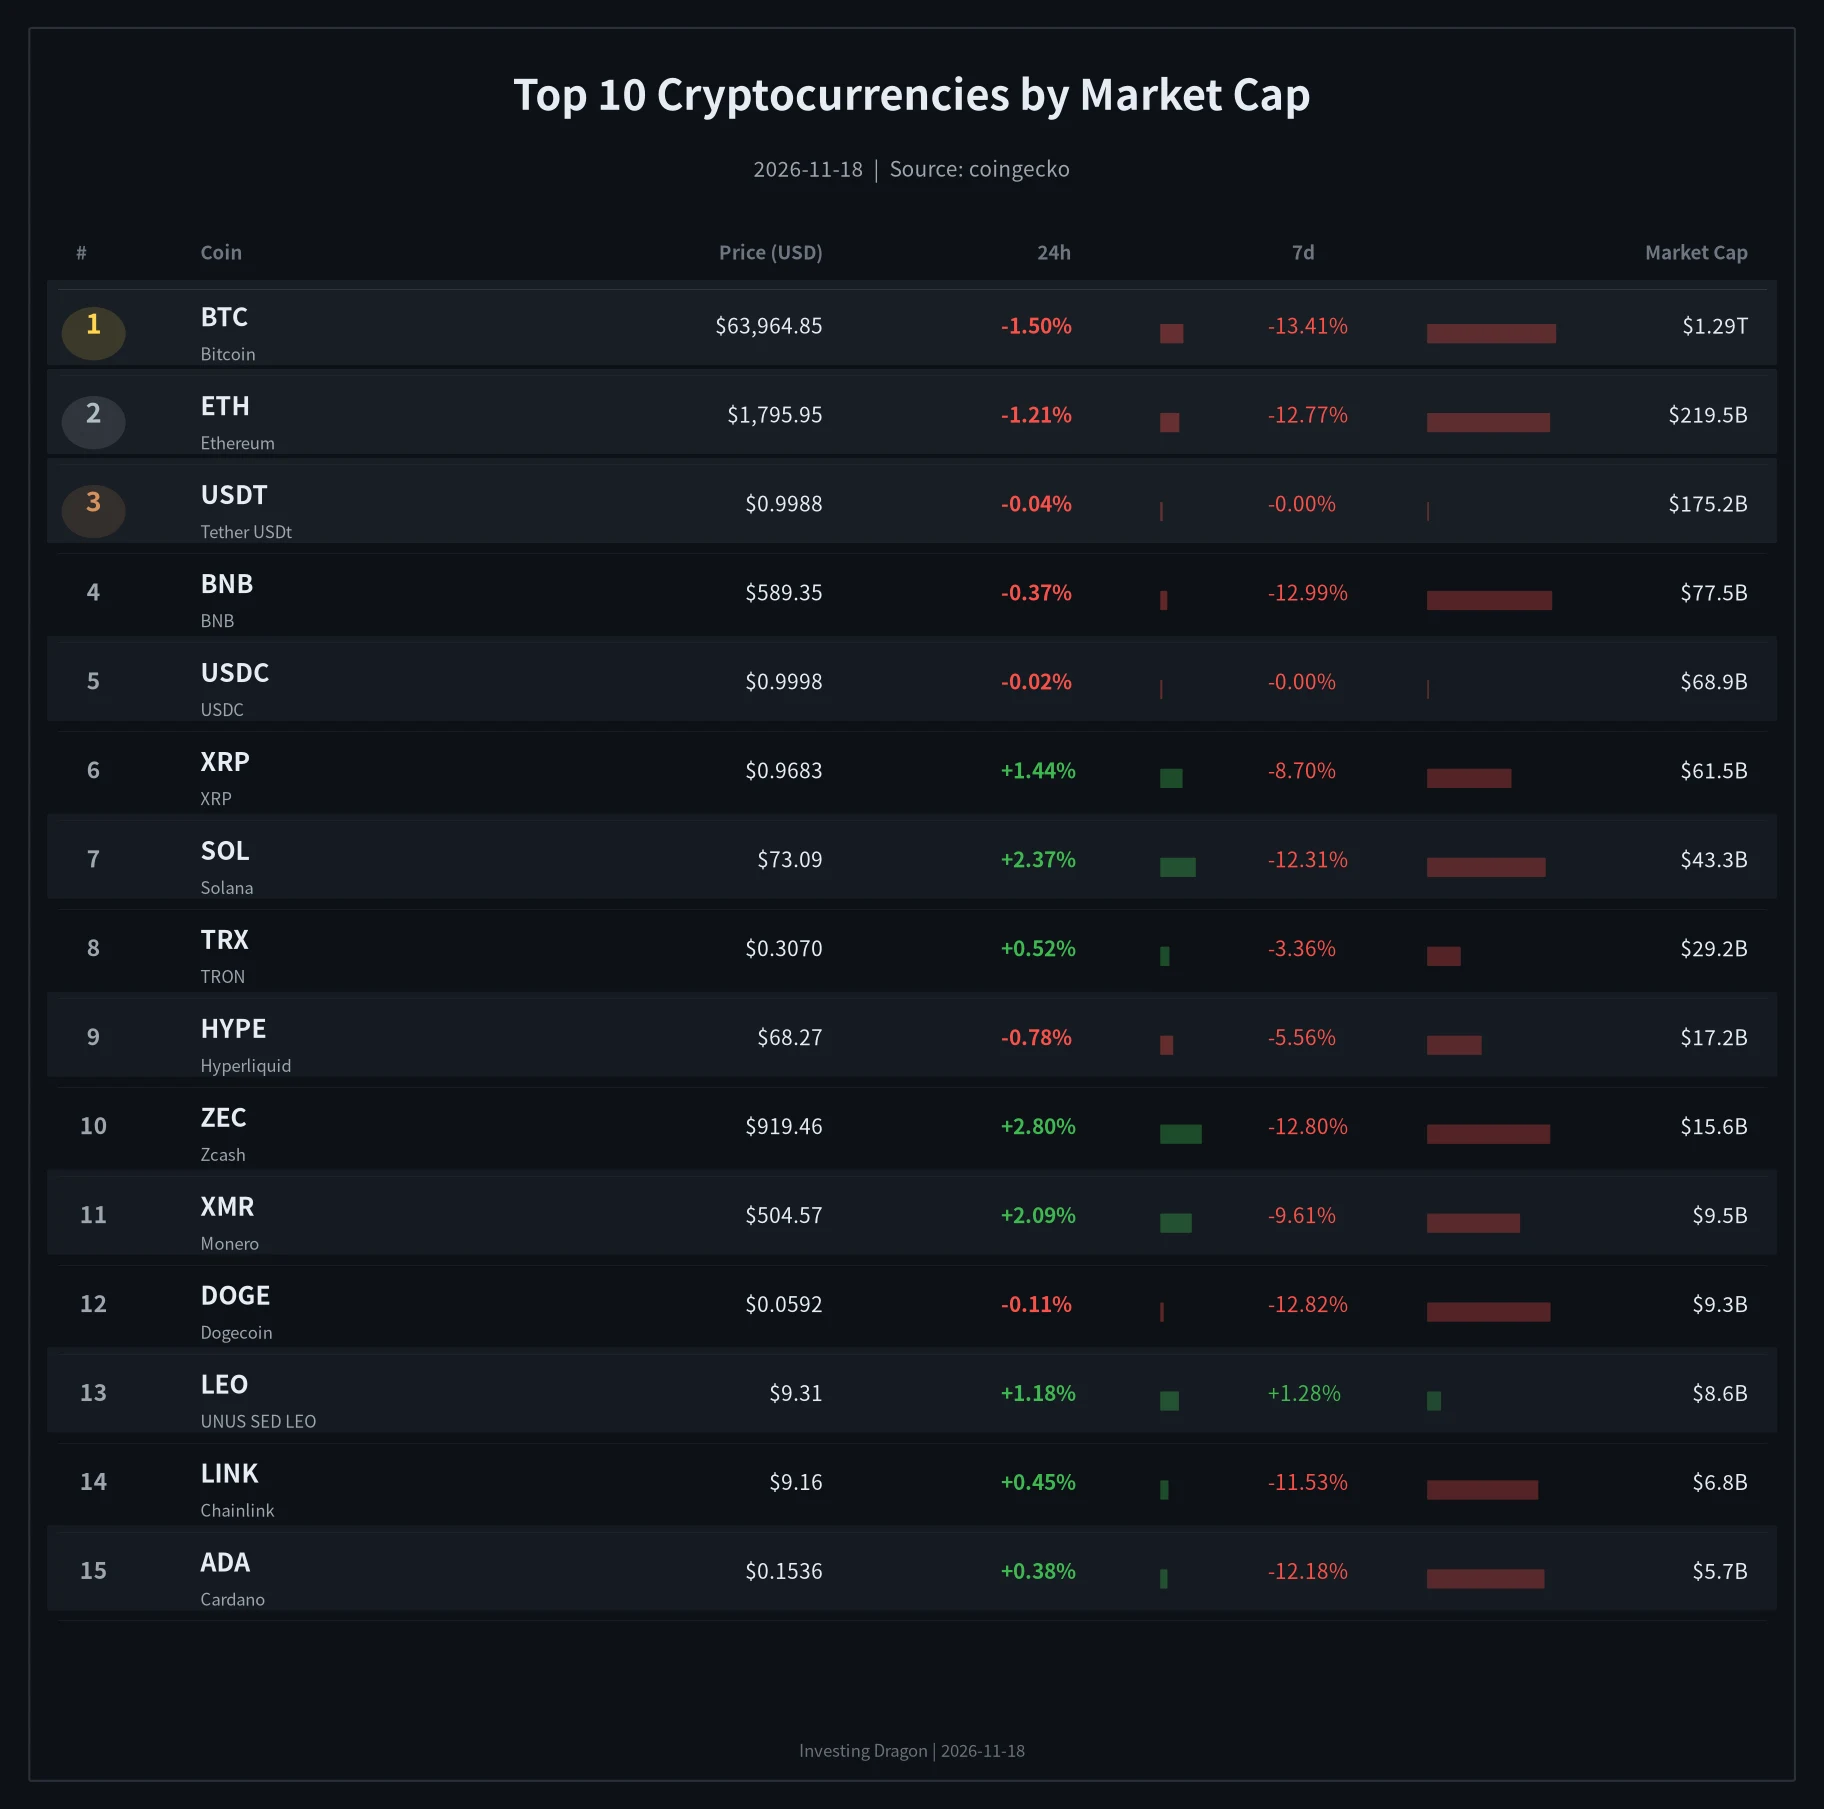 Top 10 Cryptocurrencies by Market Cap
2026-11-18 | Source: coingecko
# Coin Price (USD) 24h 7d Market Cap
1 BTC $63,964.85 -1.50% -13.41% $1.29T
Bitcoin
2 ETH $1,795.95 -1.21% -12.77% $219.5B
Ethereum
3 USDT $0.9988 -0.04% -0.00% $175.2B
Tether USDt
4 BNB $589.35 -0.37% -12.99% $77.5B
BNB
5 USDC $0.9998 -0.02% -0.00% $68.9B
USDC
6 XRP $0.9683 +1.44% -8.70% $61.5B
XRP
7 SOL $73.09 +2.37% -12.31% $43.3B
Solana
8 TRX $0.3070 +0.52% -3.36% $29.2B
TRON
9 HYPE $68.27 -0.78% -5.56% $17.2B
Hyperliquid
10 ZEC $919.46 +2.80% -12.80% $15.6B
Zcash
11 XMR $504.57 +2.09% -9.61% $9.5B
Monero
12 DOGE $0.0592 -0.11% -12.82% $9.3B
Dogecoin
13 LEO $9.31 +1.18% +1.28% $8.6B
UNUS SED LEO
14 LINK $9.16 +0.45% -11.53% $6.8B
Chainlink
15 ADA $0.1536 +0.38% -12.18% $5.7B
Cardano
Investing Dragon | 2026-11-18